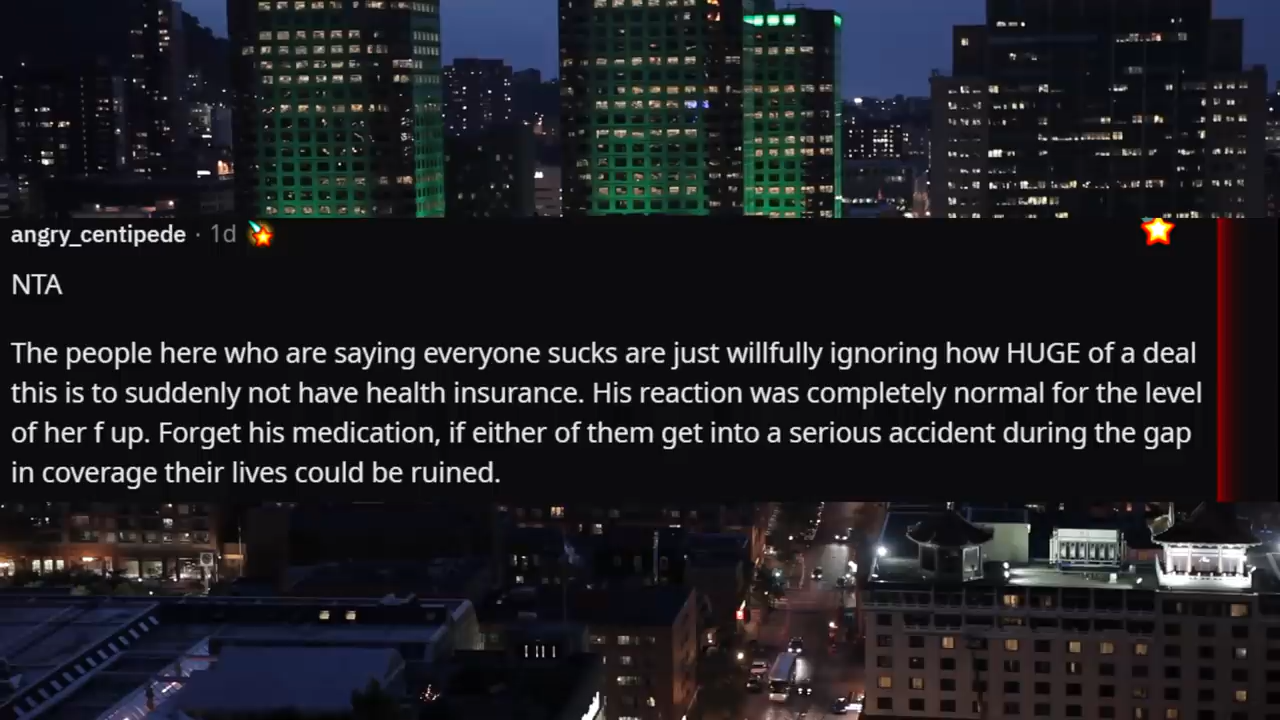 angry_centipede · 1d
NTA
The people here who are saying everyone sucks are just willfully ignoring how HUGE of a deal
this is to suddenly not have health insurance. His reaction was completely normal for the level
of her f up. Forget his medication, if either of them get into a serious accident during the gap
in coverage their lives could be ruined.